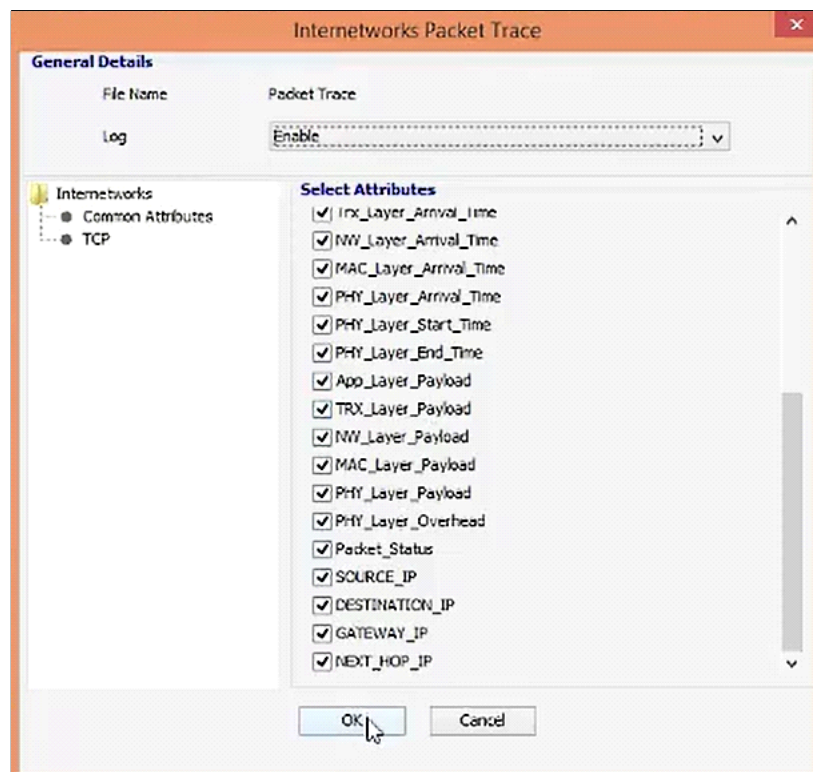 Internetworks Packet Trace
General Details
File Name Packet Trace
Log Enable
Internetworks
Common Attributes
TCP
Select Attributes
Trx_Layer_Arrival_Time
NW_Layer_Arrival_Time
MAC_Layer_Arrival_Time
PHY_Layer_Arrival_Time
PHY_Layer_Start_Time
PHY_Layer_End_Time
App_Layer_Payload
TRX_Layer_Payload
NW_Layer_Payload
MAC_Layer_Payload
PHY_Layer_Payload
PHY_Layer_Overhead
Packet_Status
SOURCE_IP
DESTINATION_IP
GATEWAY_IP
NEXT_HOP_IP
OK Cancel